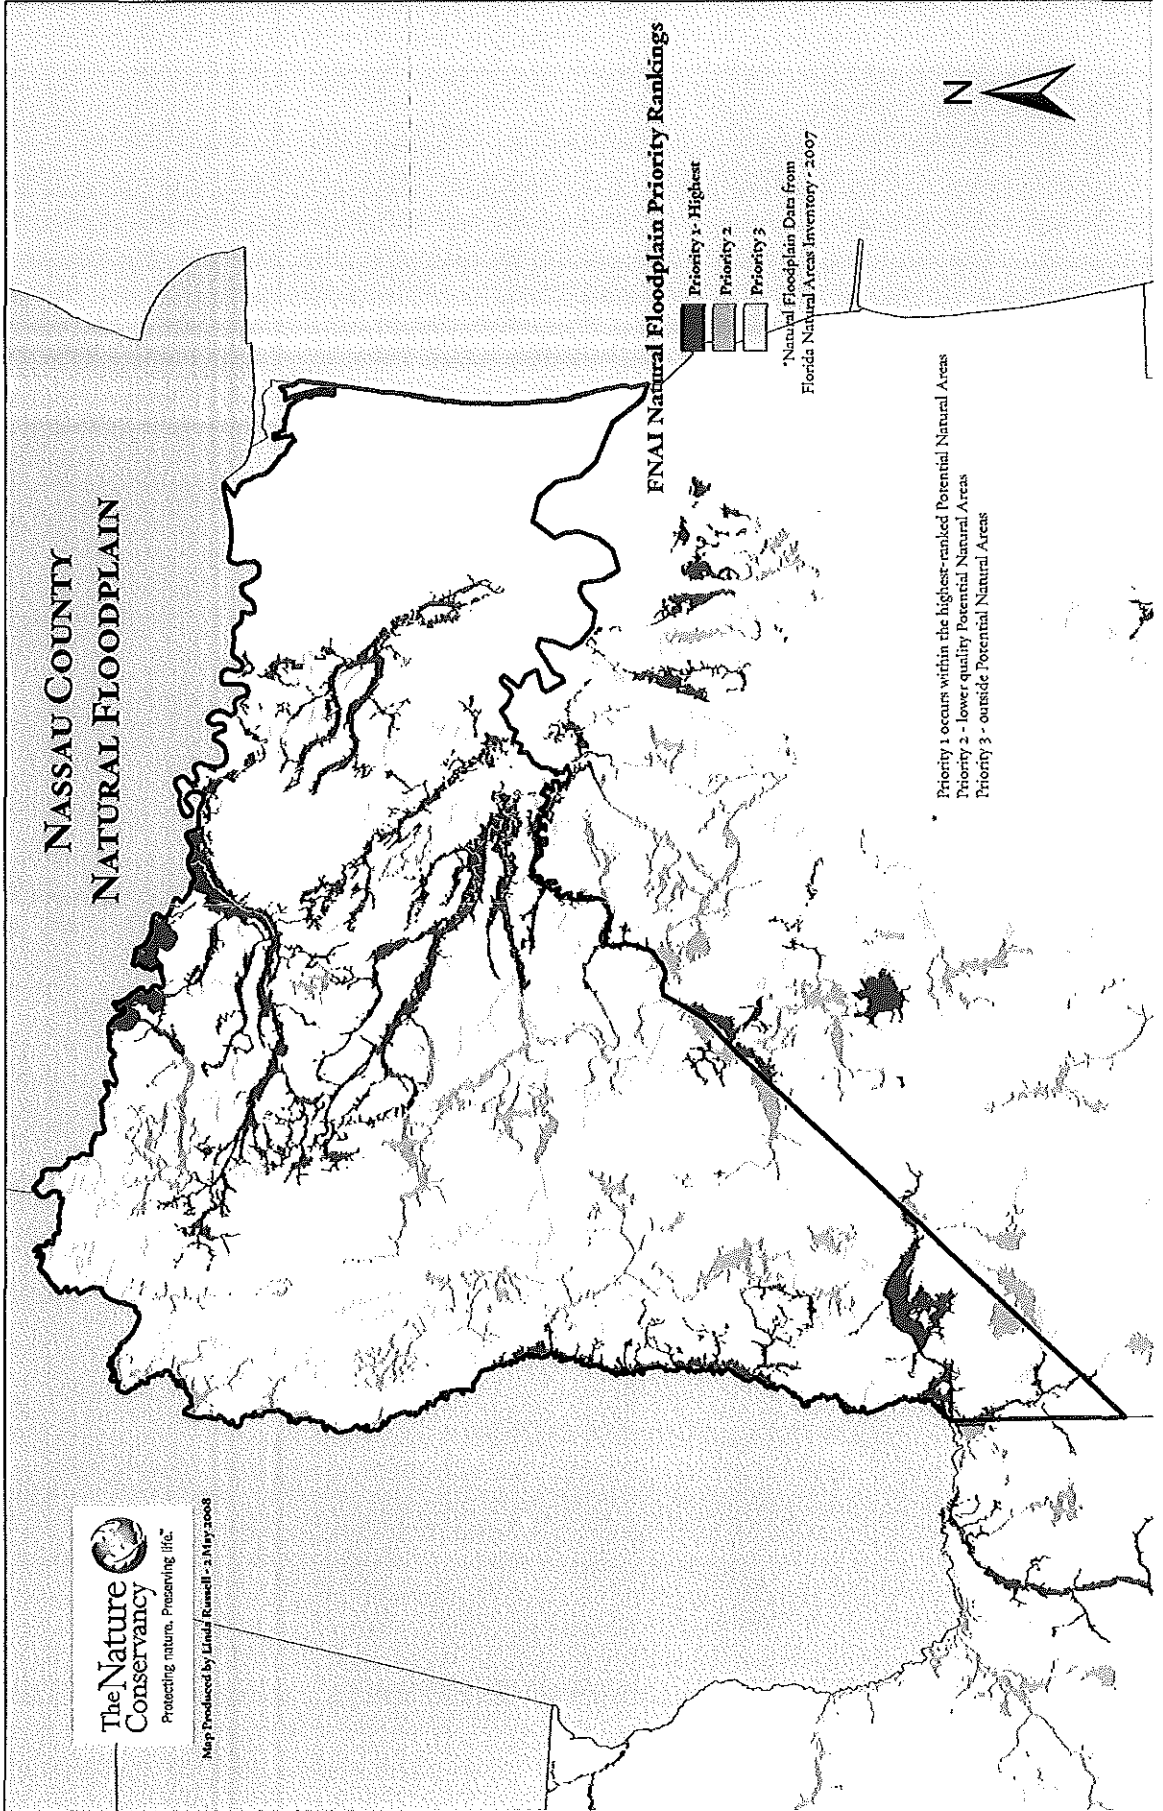 NASSAU COUNTY
NATURAL FLOODPLAIN
The Nature
Conservancy
Protecting nature. Preserving life.™
Map Produced by Linda Russell - 2 May 2008
FNAI Natural Floodplain Priority Rankings
Priority 1 - Highest
Priority 2
Priority 3
*Natural Floodplain Data from
Florida Natural Areas Inventory - 2007
Priority 1 occurs within the highest-ranked Potential Natural Areas
Priority 2 - lower quality Potential Natural Areas
Priority 3 - outside Potential Natural Areas
N